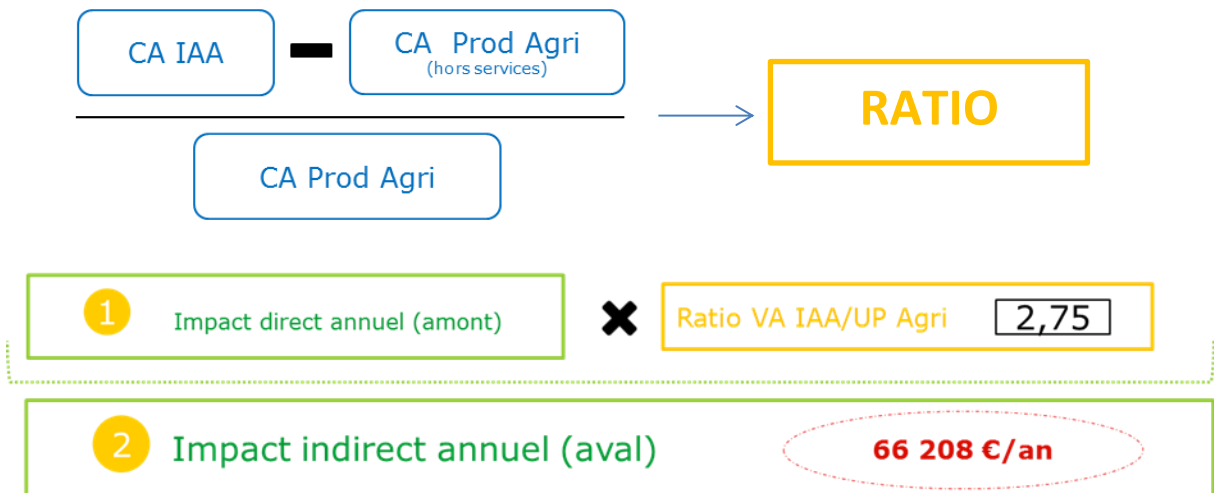 CA IAA
CA Prod Agri
(hors services)
RATIO
CA Prod Agri
1 Impact direct annuel (amont)
Ratio VA IAA/UP Agri 2,75
2 Impact indirect annuel (aval) 66 208 €/an